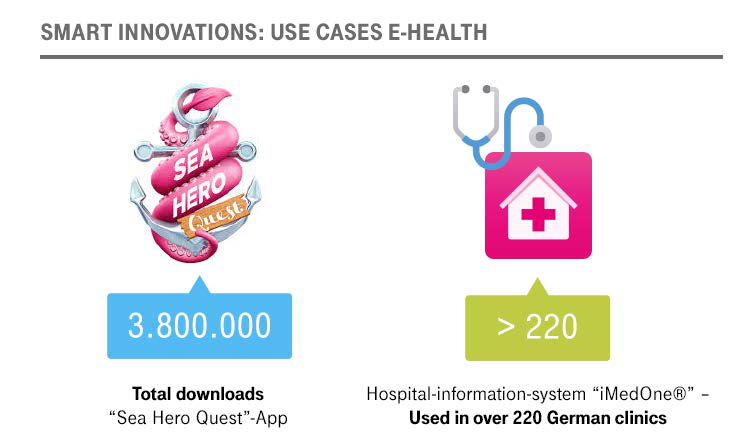 SMART INNOVATIONS: USE CASES E-HEALTH
SEA
HERO
Quest
3.800.000
> 220
Total downloads
“Sea Hero Quest”-App
Hospital-information-system “iMedOne®” –
Used in over 220 German clinics